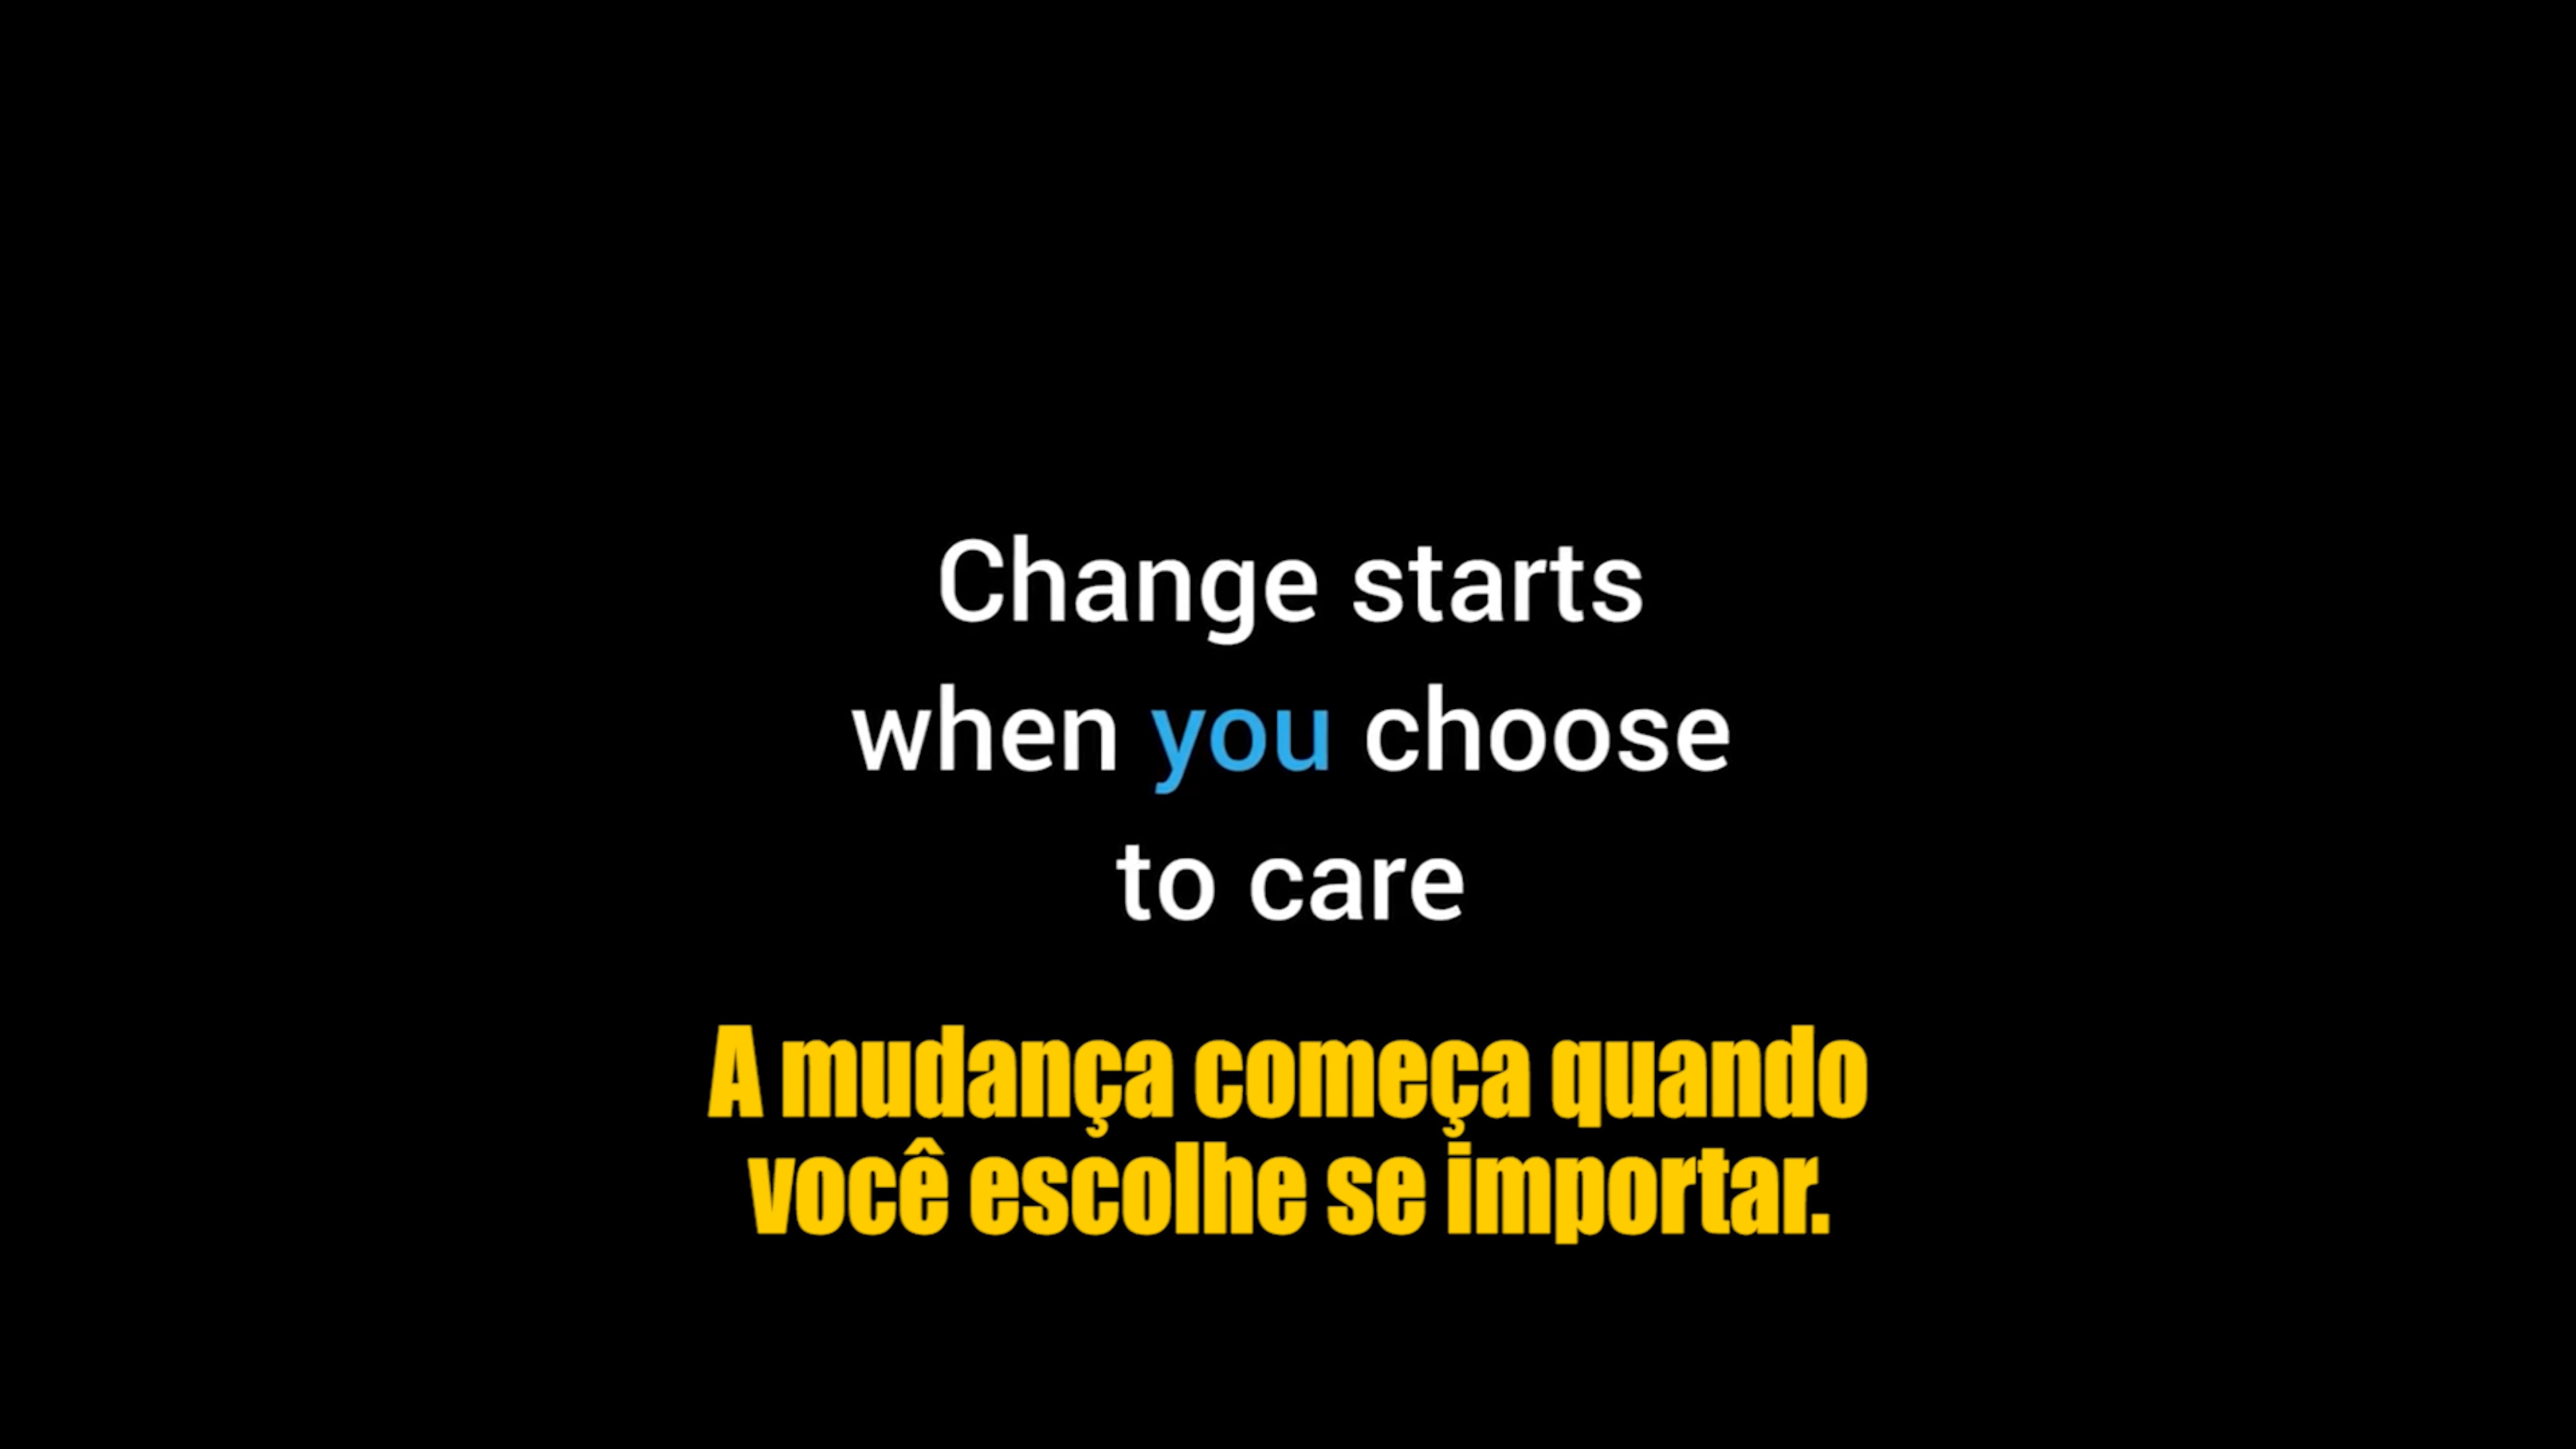 Change starts
when you choose
to care
A mudança começa quando
você escolhe se importar.